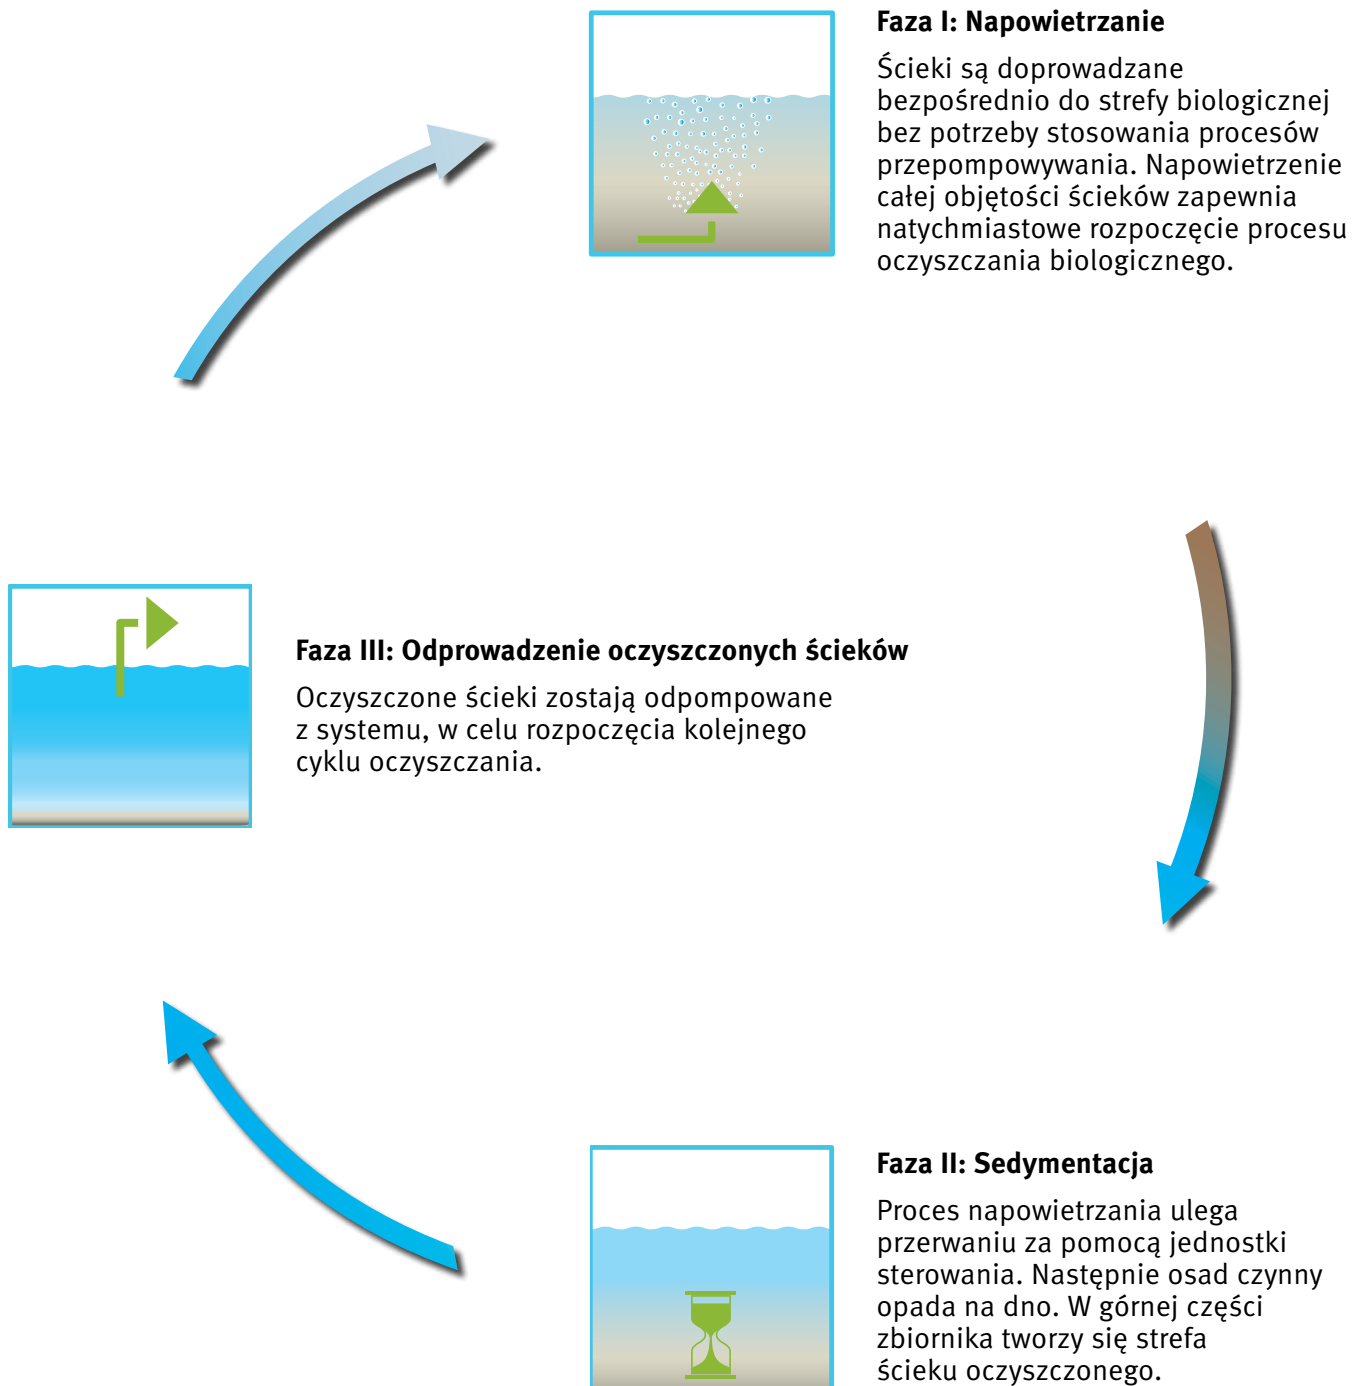 Faza I: Napowietrzanie
Ścieki są doprowadzane
bezpośrednio do strefy biologicznej
bez potrzeby stosowania procesów
przepompowywania. Napowietrzenie
całej objętości ścieków zapewnia
natychmiastowe rozpoczęcie procesu
oczyszczania biologicznego.
Faza III: Odprowadzenie oczyszczonych ścieków
Oczyszczone ścieki zostają odpompowane
z systemu, w celu rozpoczęcia kolejnego
cyklu oczyszczania.
Faza II: Sedymentacja
Proces napowietrzania ulega
przerwaniu za pomocą jednostki
sterowania. Następnie osad czynny
opada na dno. W górnej części
zbiornika tworzy się strefa
ścieku oczyszczonego.